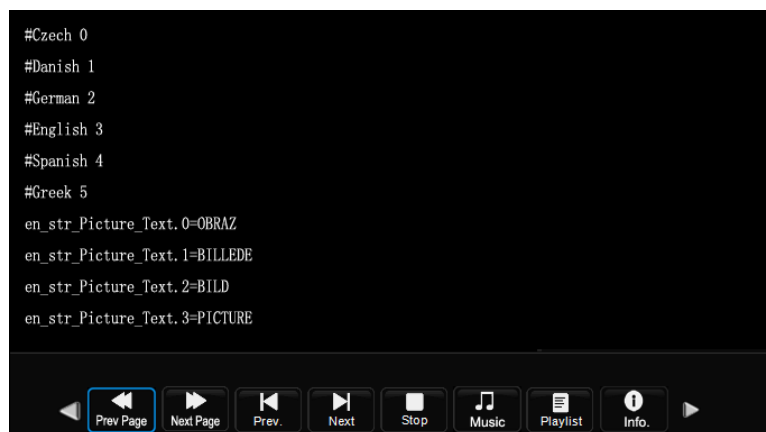 #Czech 0
#Danish 1
#German 2
#English 3
#Spanish 4
#Greek 5
en_str_Picture_Text.0=OBRAZ
en_str_Picture_Text.1=BILLEDE
en_str_Picture_Text.2=BILD
en_str_Picture_Text.3=PICTURE
Prev Page Next Page Prev. Next Stop Music Playlist Info.